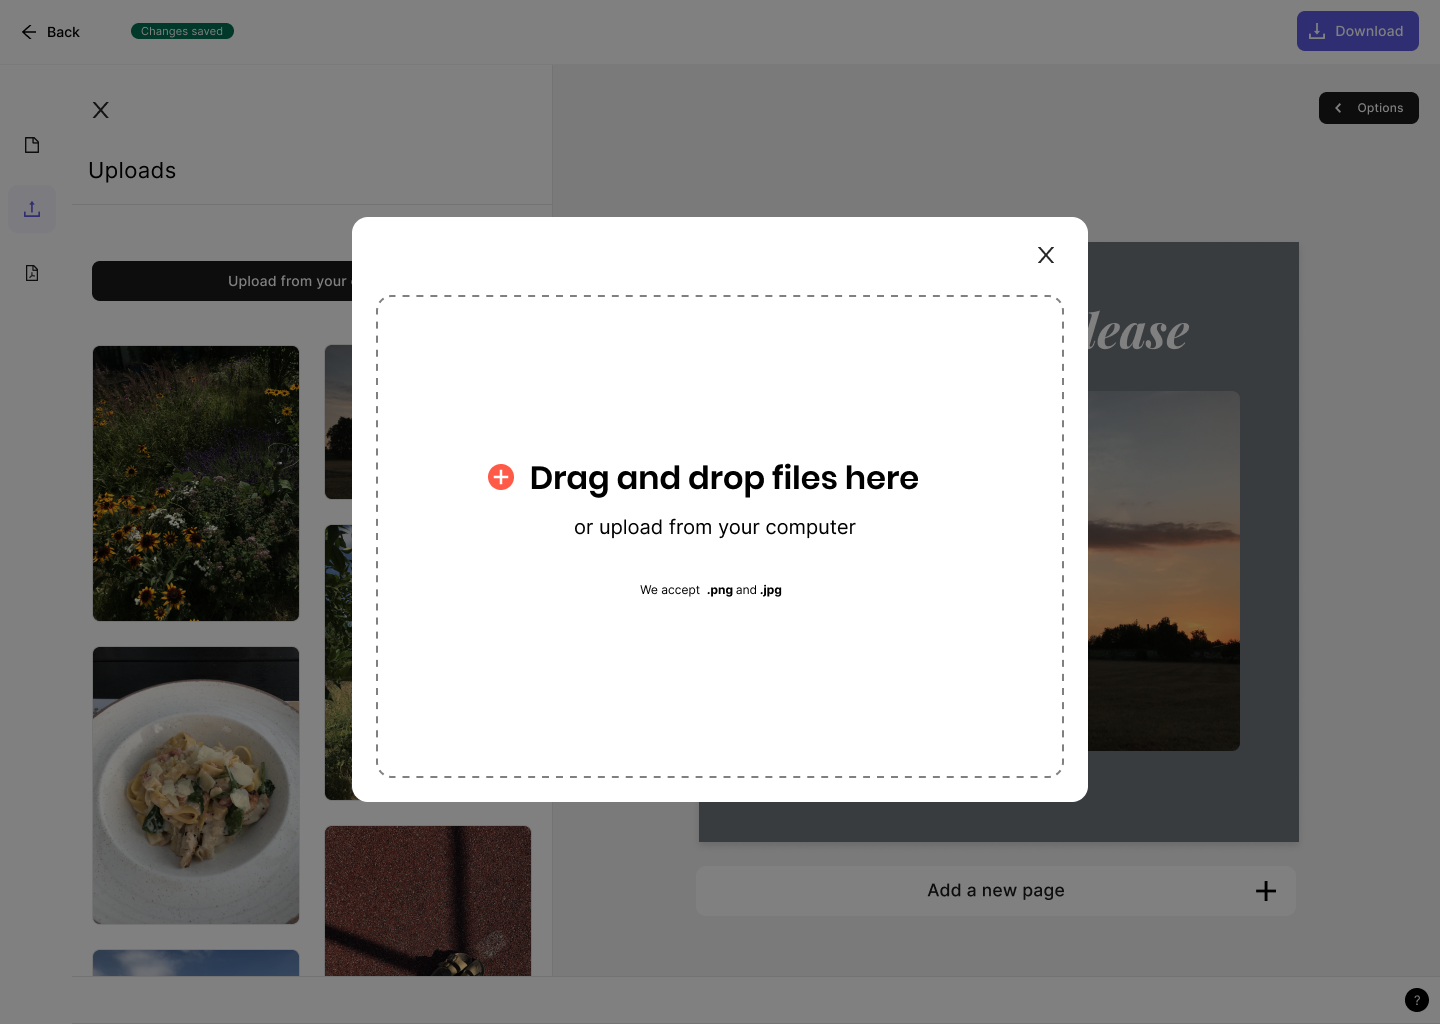 Back
Changes saved
Download
Options
Uploads
Upload from your
lease
Drag and drop files here
or upload from your computer
We accept .png and .jpg
Add a new page
?